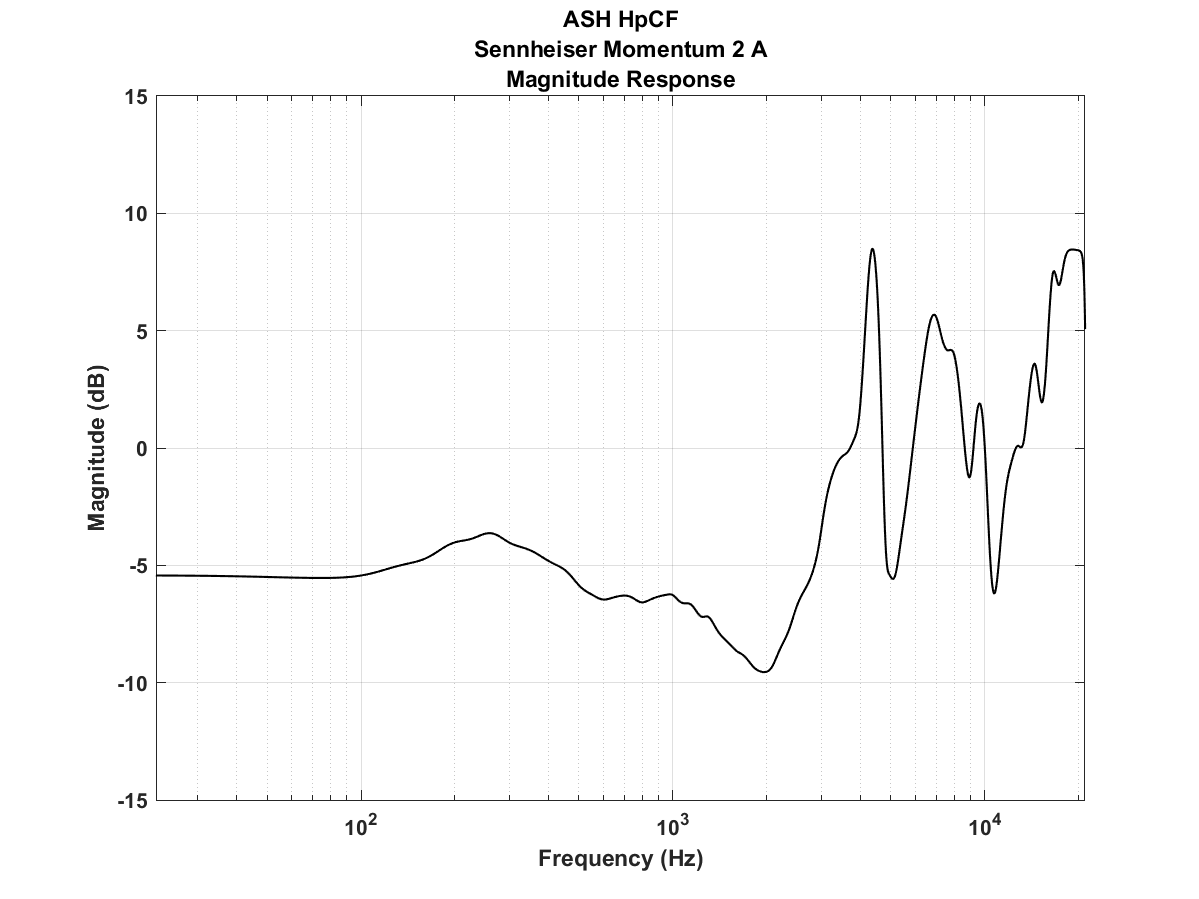 ASH HpCF
Sennheiser Momentum 2 A
Magnitude Response
15
10
5
0
-5
-10
-15
Magnitude (dB)
10²
10³
10⁴
Frequency (Hz)